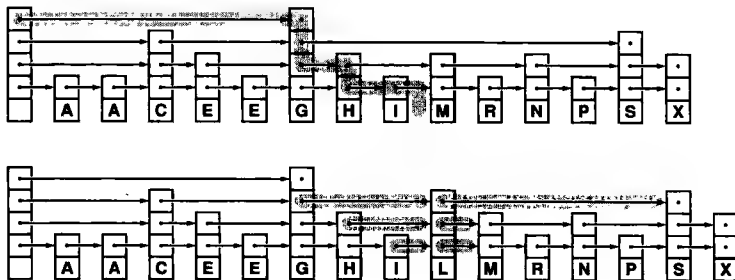 A A C E E G H I M R N P S X
A A C E E G H I L M R N P S X